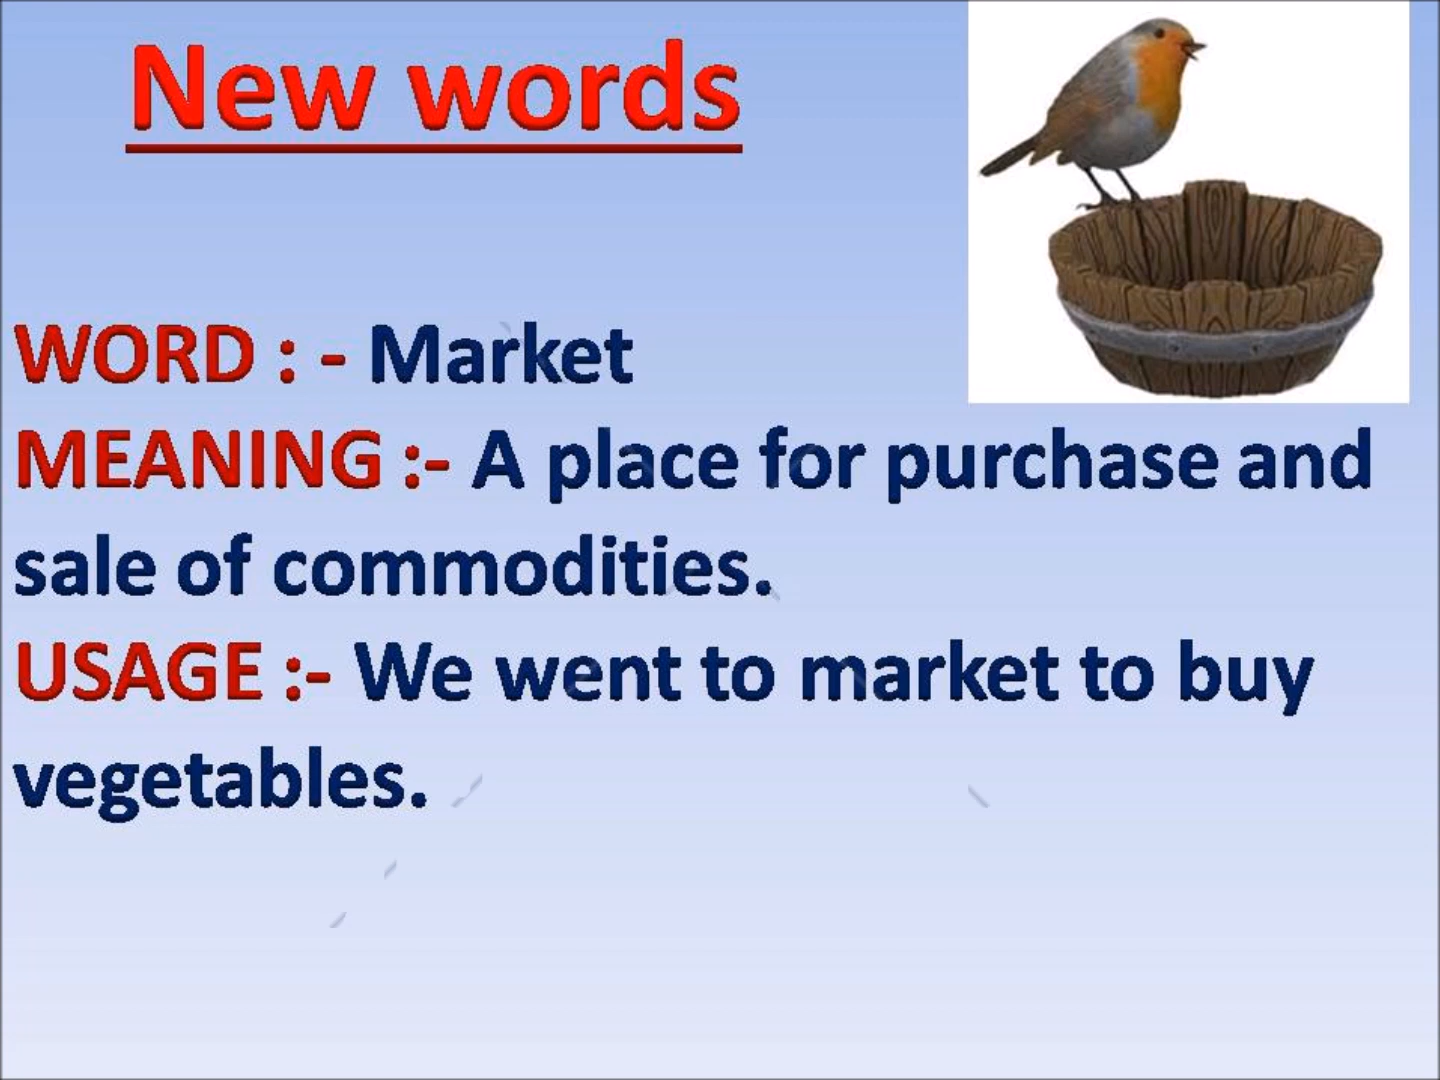 New words
WORD : - Market
MEANING :- A place for purchase and
sale of commodities.
USAGE :- We went to market to buy
vegetables.